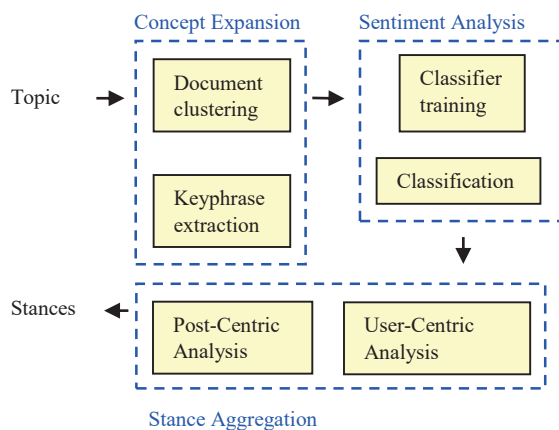 Concept Expansion
Sentiment Analysis
Topic
Document
clustering
Keyphrase
extraction
Classifier
training
Classification
Stances
Post-Centric
Analysis
User-Centric
Analysis
Stance Aggregation